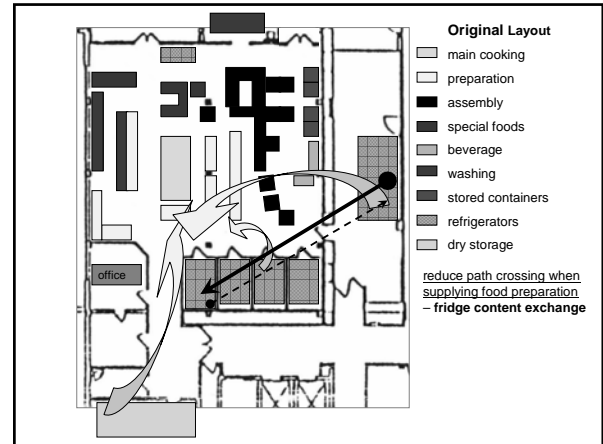 Original Layout
main cooking
preparation
assembly
special foods
beverage
washing
stored containers
refrigerators
dry storage
office
reduce path crossing when
supplying food preparation
– fridge content exchange